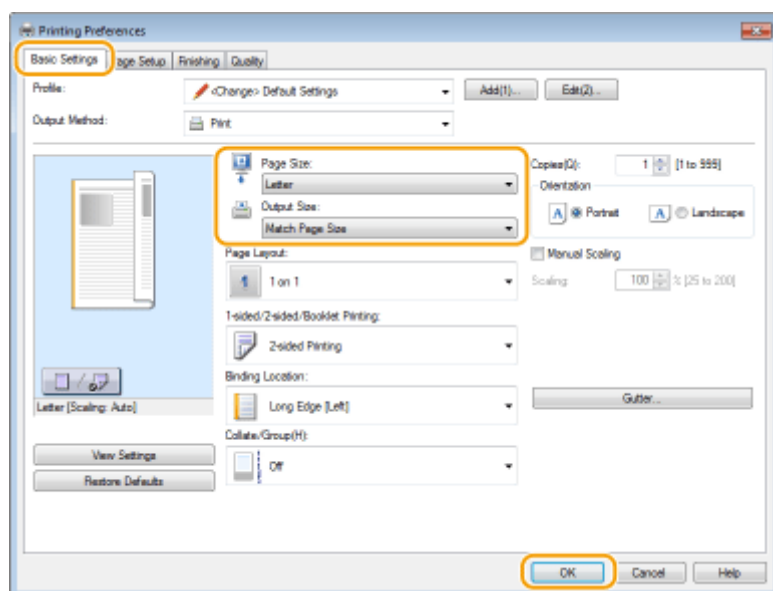 Printing Preferences
Basic Settings Page Setup Finishing Quality
Profile: <Change> Default Settings Add(1)... Edit(2)...
Output Method: Print
Page Size: Copies(Q): 1 [1 to 999]
Letter Orientation
Output Size: A Portrait A Landscape
Match Page Size
Page Layout: Manual Scaling
1 1 on 1 Scaling: 100 % [25 to 200]
1-sided/2-sided/Booklet Printing:
2-sided Printing
Binding Location:
Letter [Scaling: Auto] Long Edge [Left] Gutter...
Collate/Group(H):
View Settings Off
Restore Defaults
OK Cancel Help